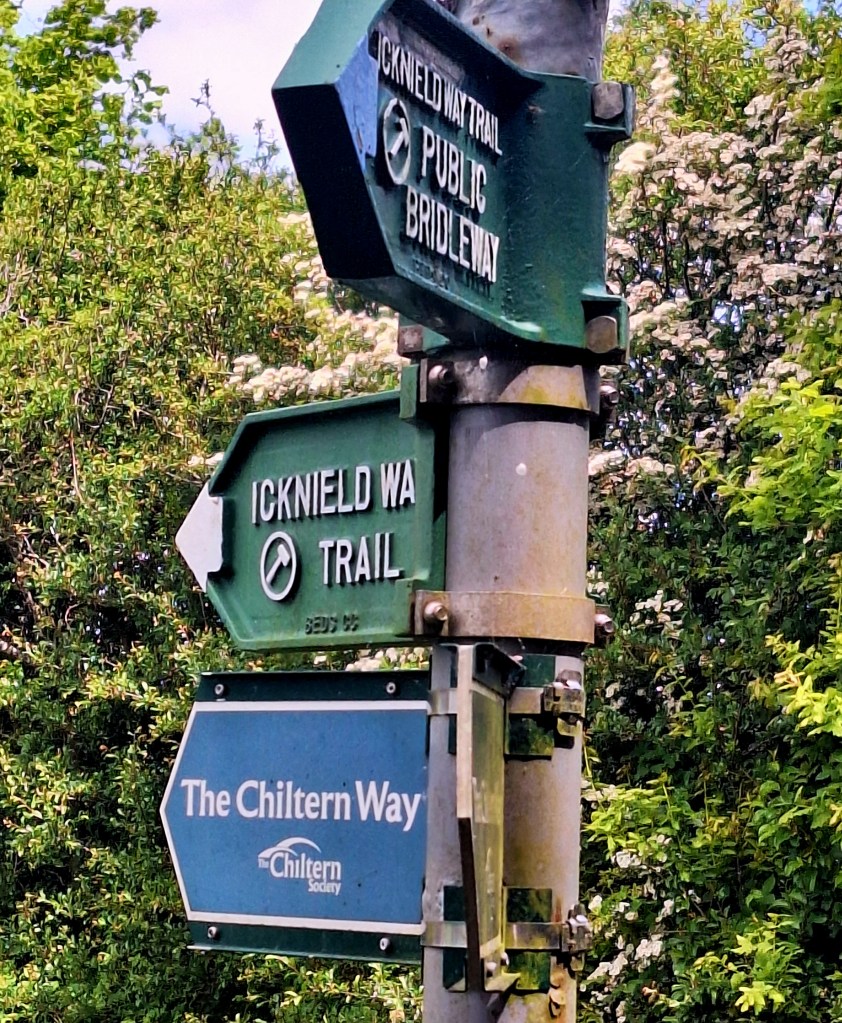 ICKNIELD WAY TRAIL
PUBLIC
BRIDLEWAY
ICKNIELD WA
TRAIL
BEDS CC
The Chiltern Way
The Chiltern
Society